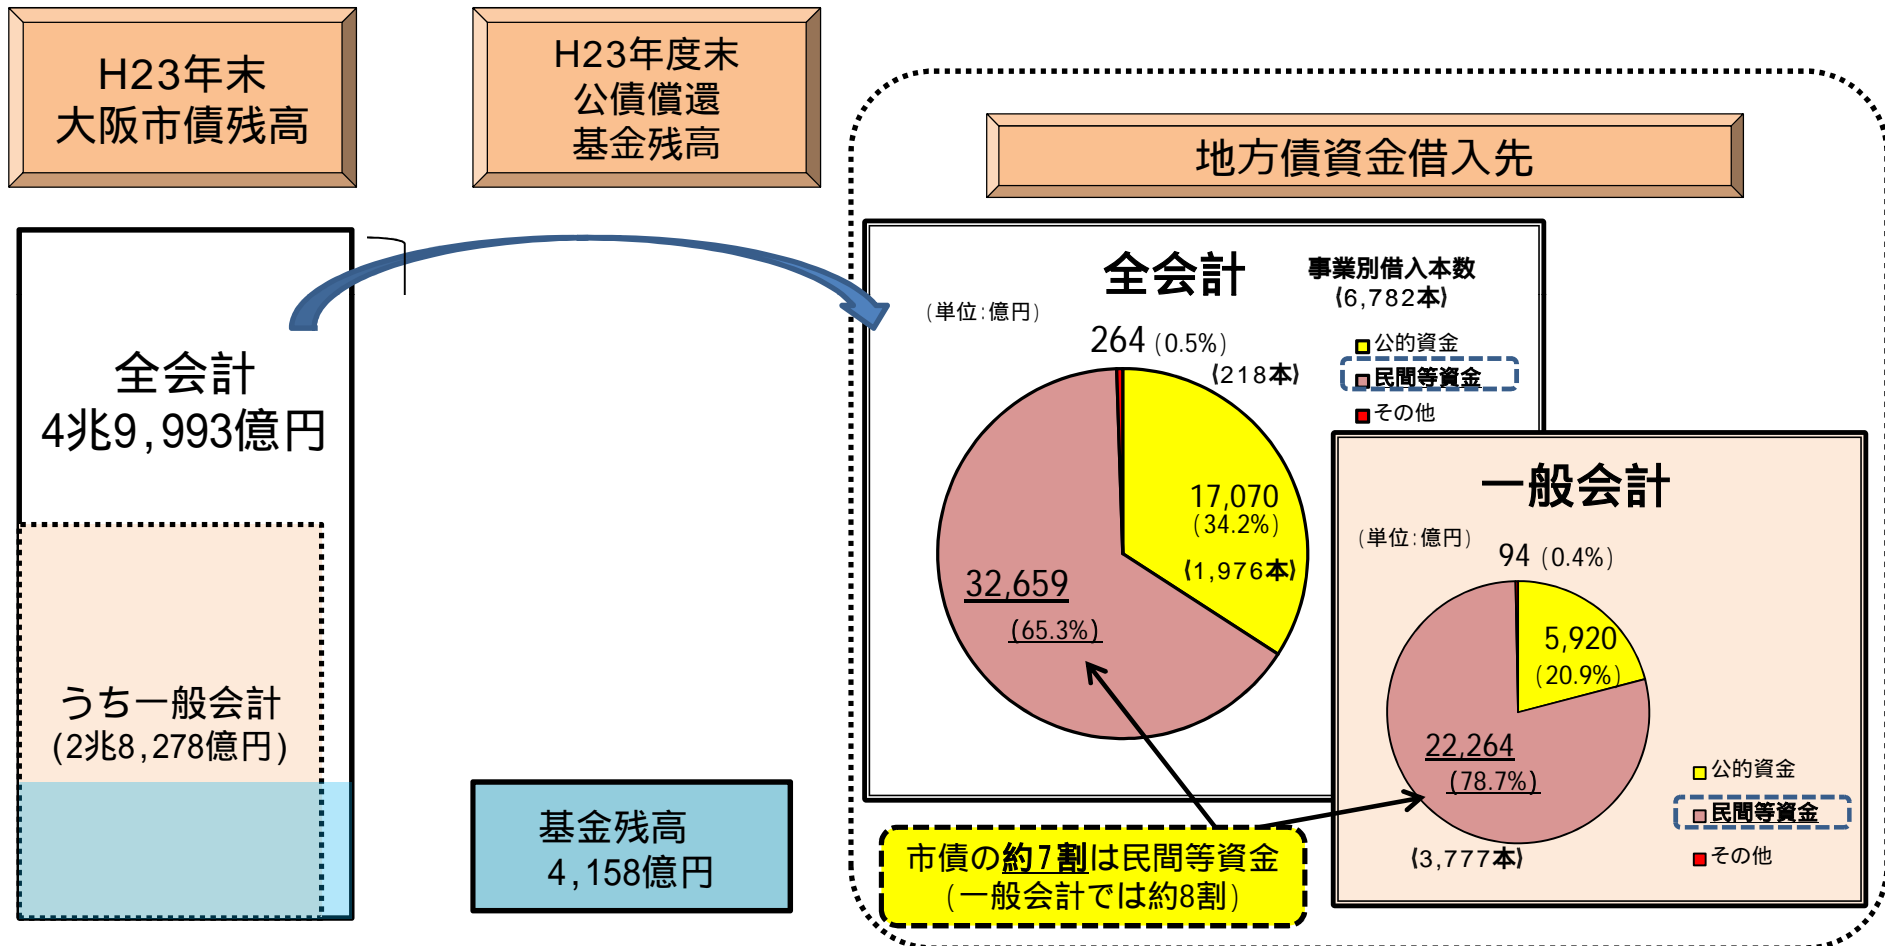 H23年末
大阪市債残高
H23年度末
公債償還
基金残高
地方債資金借入先
全会計
4兆9,993億円
うち一般会計
(2兆8,278億円)
基金残高
4,158億円
全会計
事業別借入本数
(6,782本)
(単位:億円)
264 (0.5%)
(218本)
公的資金
民間等資金
その他
17,070
(34.2%)
(1,976本)
32,659
(65.3%)
一般会計
(単位:億円)
94 (0.4%)
5,920
(20.9%)
22,264
(78.7%)
(3,777本)
公的資金
民間等資金
その他
市債の約7割は民間等資金
(一般会計では約8割)